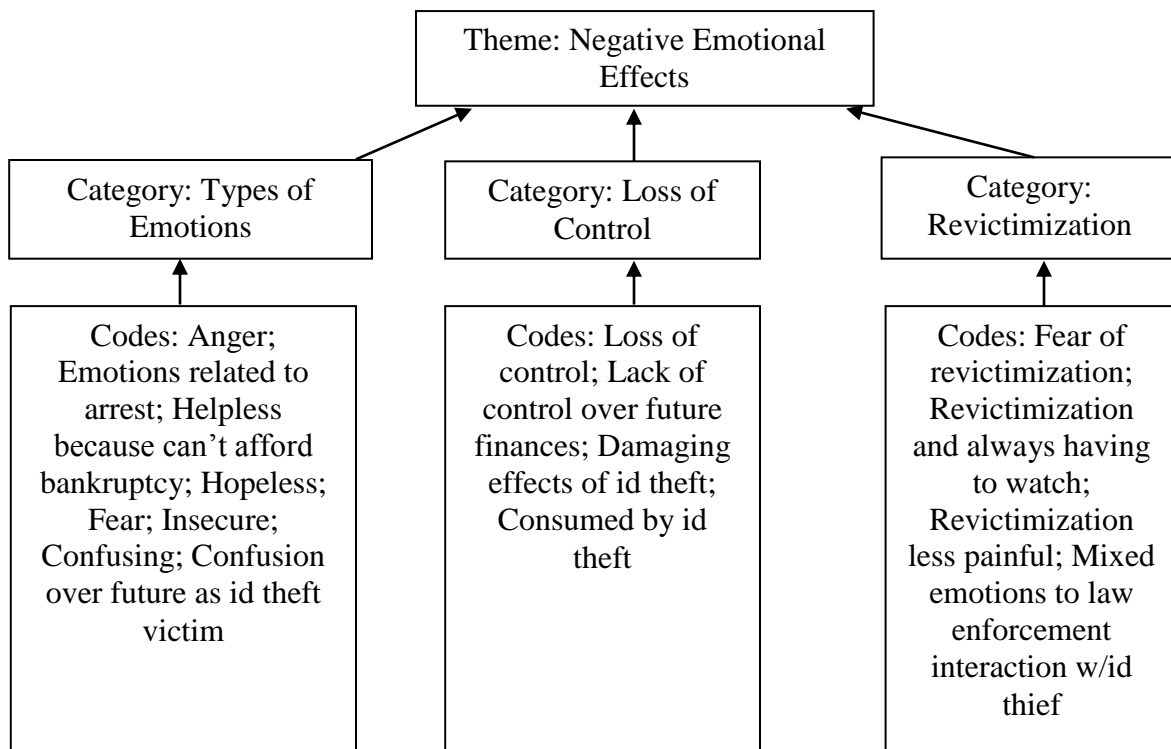 Theme: Negative Emotional
Effects
Category: Types of
Emotions
Category: Loss of
Control
Category:
Revictimization
Codes: Anger;
Emotions related to
arrest; Helpless
because can’t afford
bankruptcy; Hopeless;
Fear; Insecure;
Confusing; Confusion
over future as id theft
victim
Codes: Loss of
control; Lack of
control over future
finances; Damaging
effects of id theft;
Consumed by id
theft
Codes: Fear of
revictimization;
Revictimization
and always having
to watch;
Revictimization
less painful; Mixed
emotions to law
enforcement
interaction w/id
thief